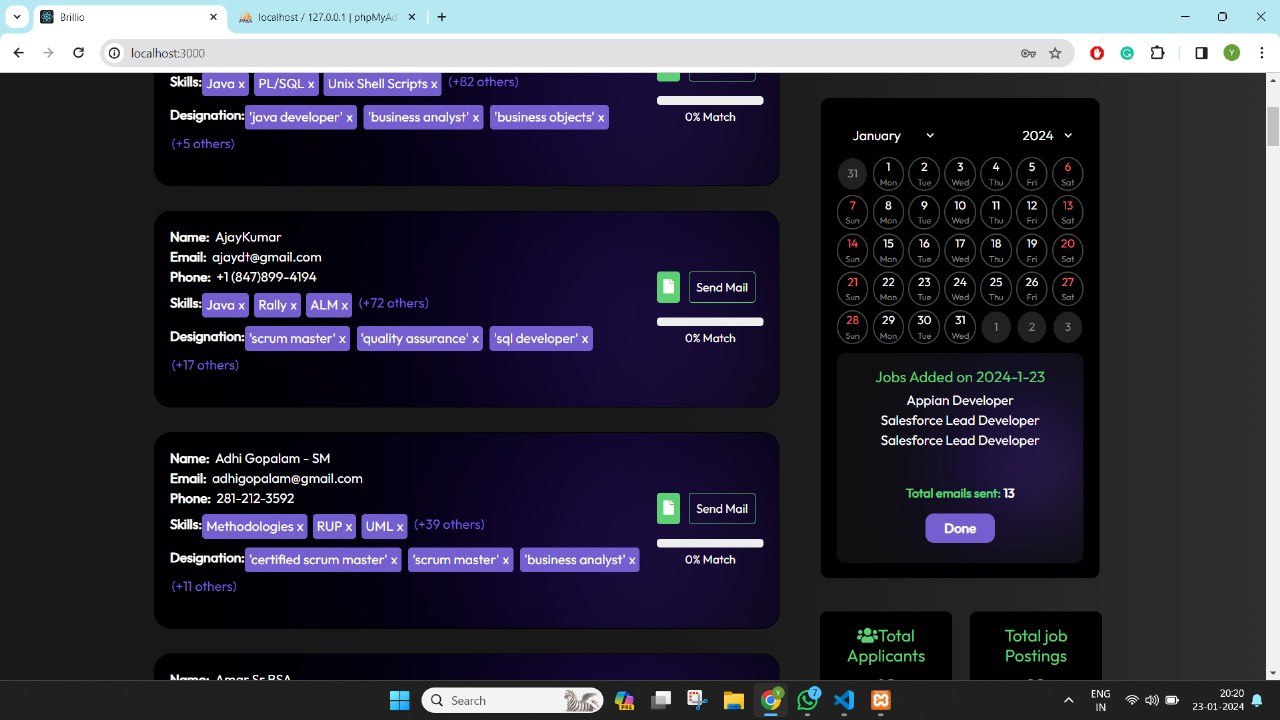 Brillio
localhost / 127.0.0.1 | phpMyAd
localhost:3000
Y
Skills: Java x PL/SQL x Unix Shell Scripts x (+82 others)
Designation: 'java developer' x 'business analyst' x 'business objects' x
(+5 others)
0% Match
Name: AjayKumar
Email: ajaydt@gmail.com
Phone: +1 (847)899-4194
Skills: Java x Rally x ALM x (+72 others)
Designation: 'scrum master' x 'quality assurance' x 'sql developer' x
(+17 others)
Send Mail
0% Match
Name: Adhi Gopalam - SM
Email: adhigopalam@gmail.com
Phone: 281-212-3592
Skills: Methodologies x RUP x UML x (+39 others)
Designation: 'certified scrum master' x 'scrum master' x 'business analyst' x
(+11 others)
Send Mail
0% Match
Amar Sr BSA
January 2024
31 1 2 3 4 5 6
Mon Tue Wed Thu Fri Sat
7 8 9 10 11 12 13
Sun Mon Tue Wed Thu Fri Sat
14 15 16 17 18 19 20
Sun Mon Tue Wed Thu Fri Sat
21 22 23 24 25 26 27
Sun Mon Tue Wed Thu Fri Sat
28 29 30 31 1 2 3
Sun Mon Tue Wed
Jobs Added on 2024-1-23
Appian Developer
Salesforce Lead Developer
Salesforce Lead Developer
Total emails sent: 13
Done
Total
Applicants
Total job
Postings
Search
Y
7
ENG
IN
20:20
23-01-2024